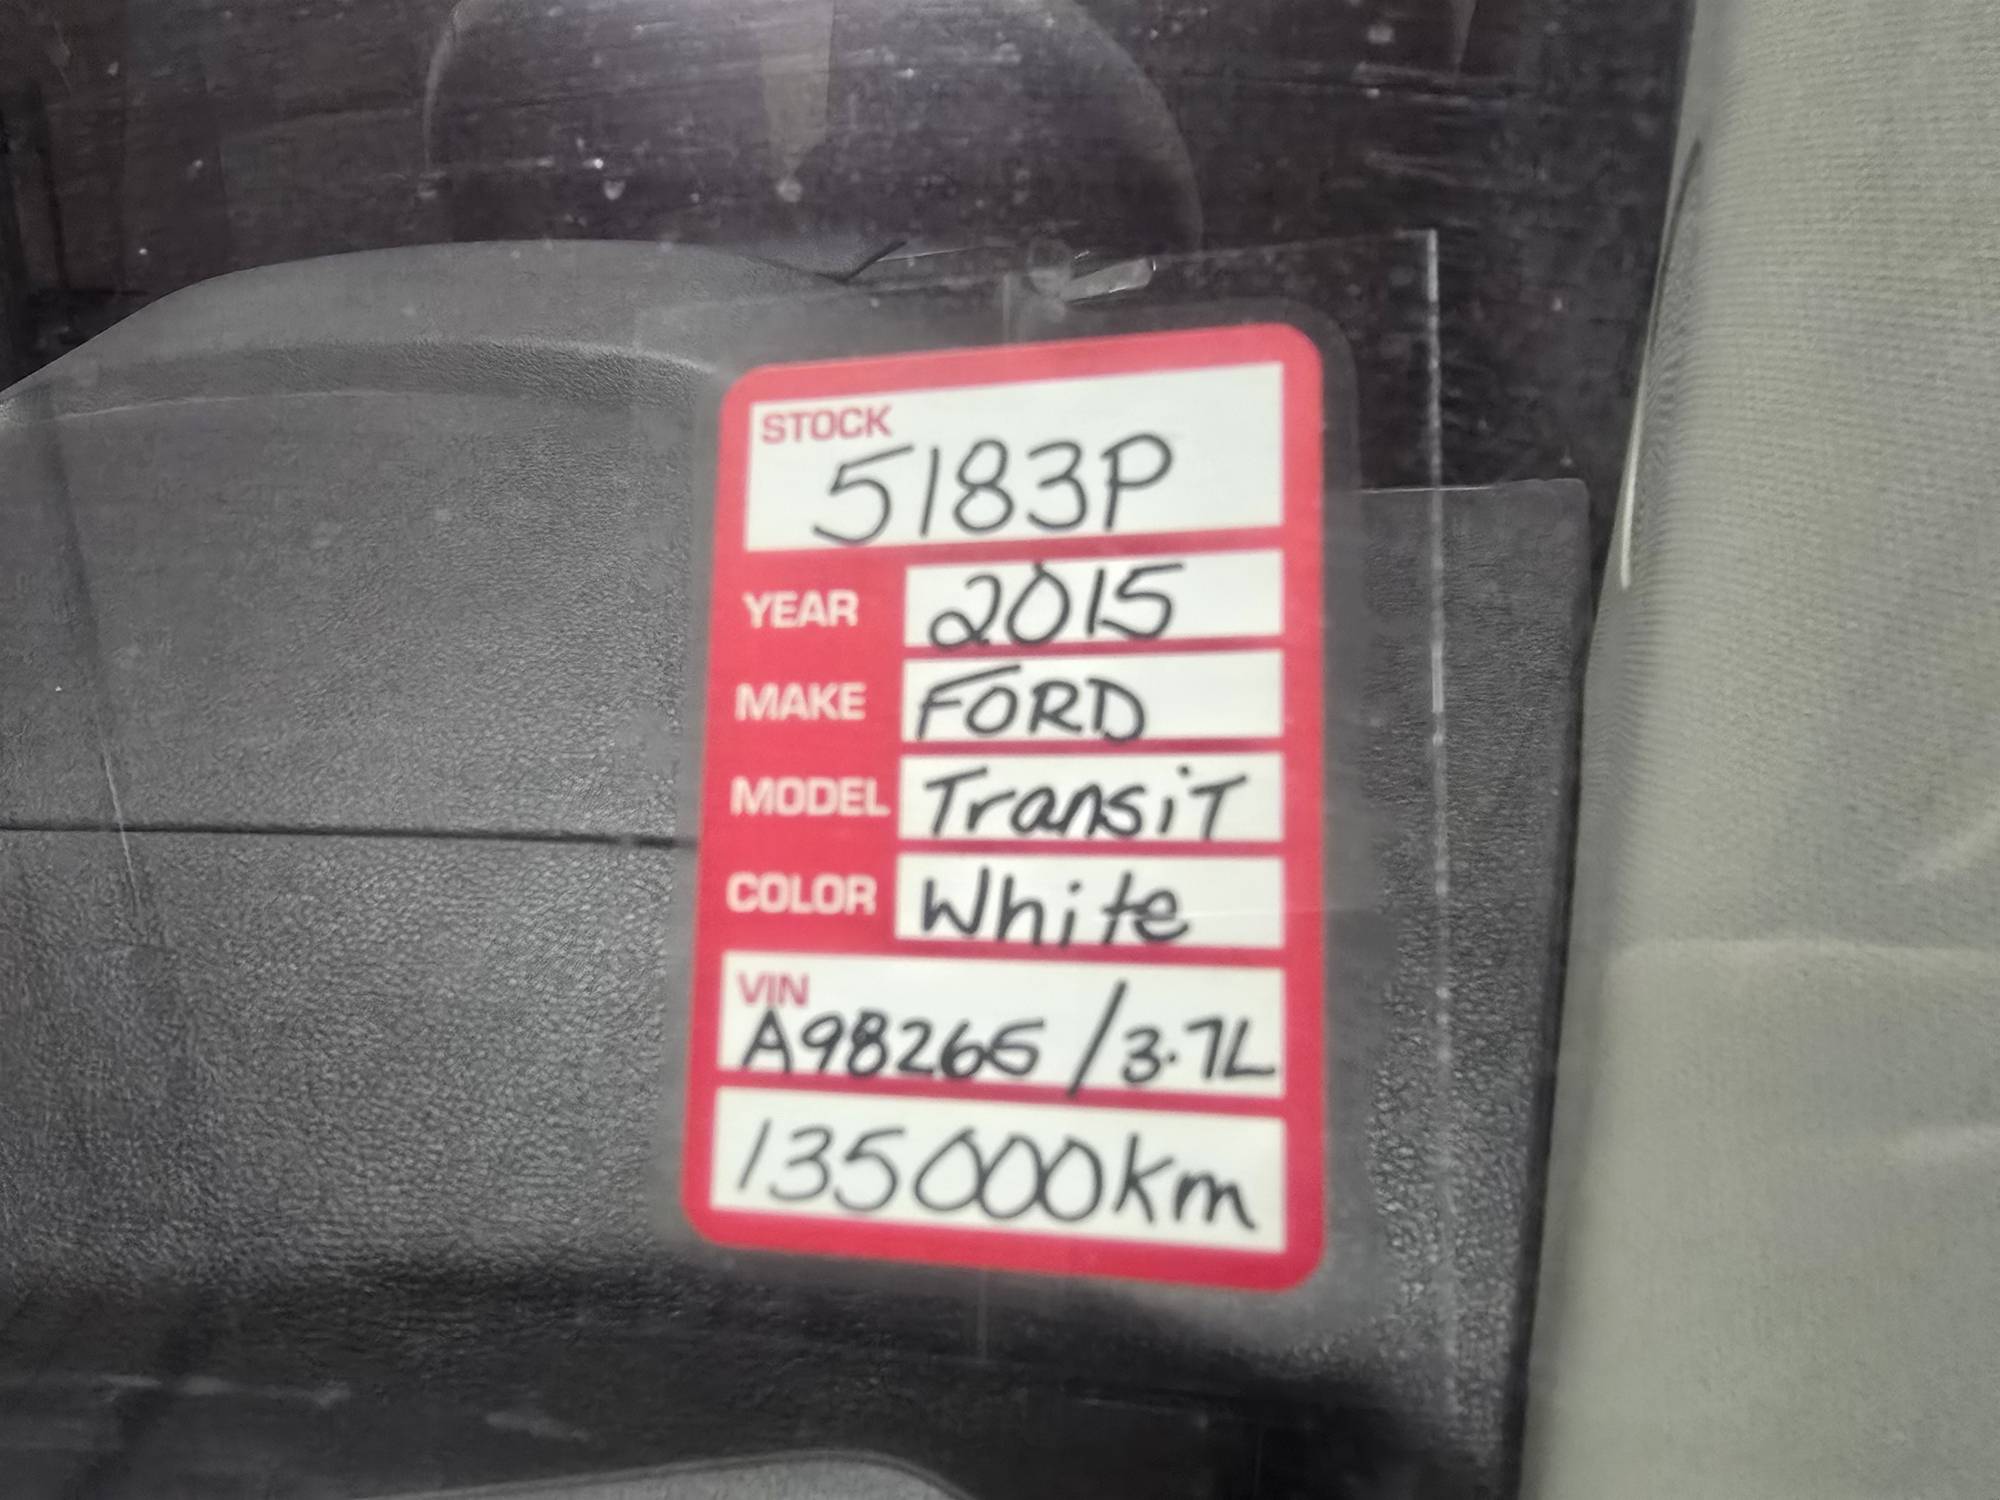 STOCK
5183P
YEAR 2015
MAKE FORD
MODEL Transit
COLOR White
VIN
A98265 / 3.7L
135000km